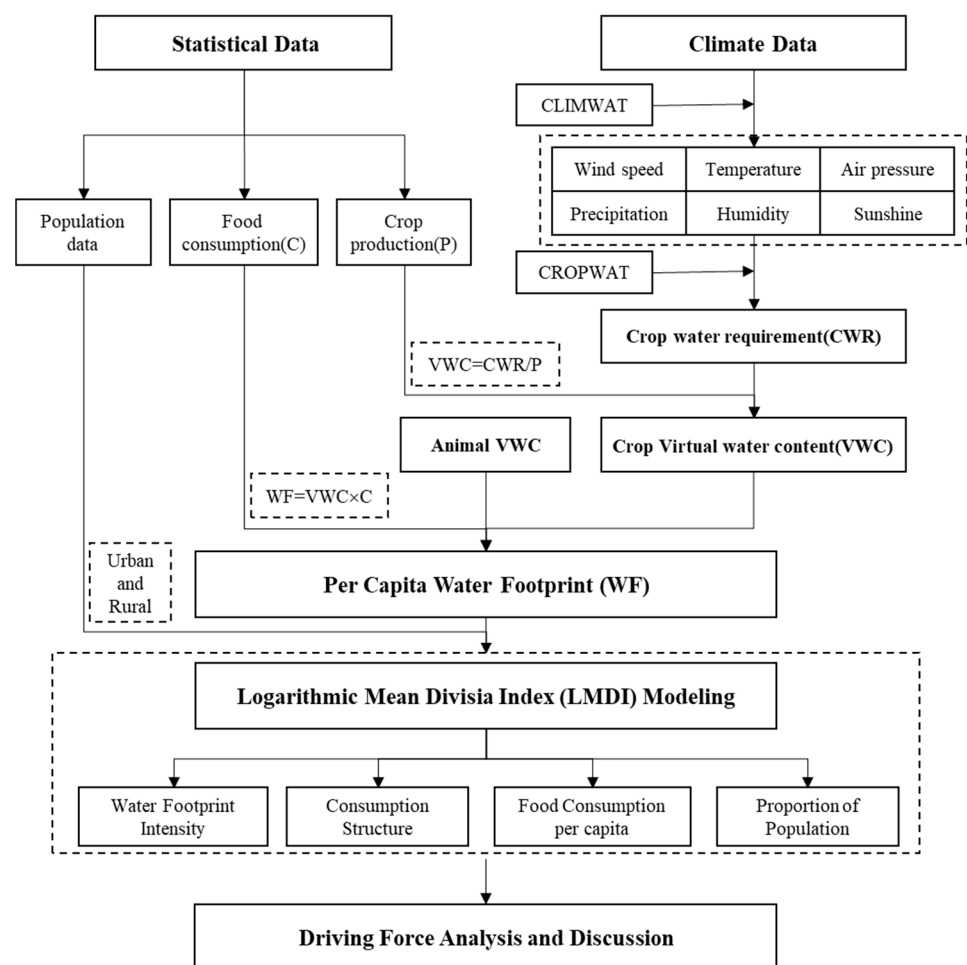 Statistical Data
Climate Data
CLIMWAT
Wind speed
Temperature
Air pressure
Precipitation
Humidity
Sunshine
Population
data
Food
consumption(C)
Crop
production(P)
CROPWAT
Crop water requirement(CWR)
VWC=CWR/P
Animal VWC
Crop Virtual water content(VWC)
WF=VWC×C
Urban
and
Rural
Per Capita Water Footprint (WF)
Logarithmic Mean Divisia Index (LMDI) Modeling
Water Footprint
Intensity
Consumption
Structure
Food Consumption
per capita
Proportion of
Population
Driving Force Analysis and Discussion